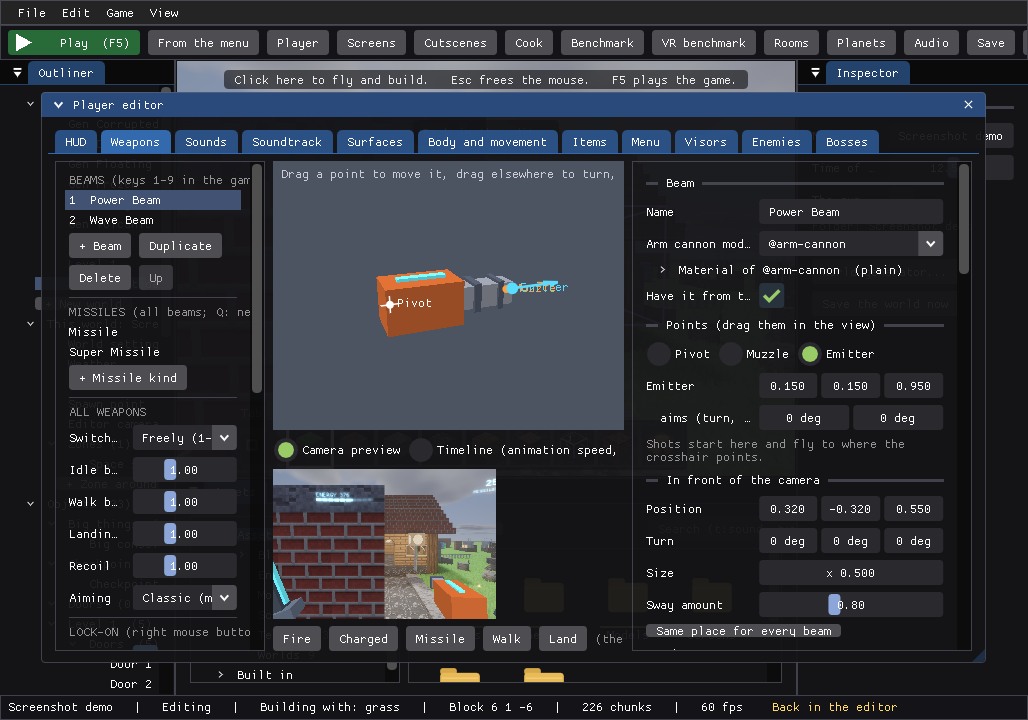 File Edit Game View
Play (F5) From the menu Player Screens Cutscenes Cook Benchmark VR benchmark Rooms Planets Audio Save
Outliner
Click here to fly and build. Esc frees the mouse. F5 plays the game.
Inspector
Player editor
HUD Weapons Sounds Soundtrack Surfaces Body and movement Items Menu Visors Enemies Bosses
BEAMS (keys 1-9 in the gam
1 Power Beam
2 Wave Beam
+ Beam Duplicate
Delete Up
MISSILES (all beams; Q: ne
Missile
Super Missile
+ Missile kind
ALL WEAPONS
Switch… Freely (1-
Idle b… 1.00
Walk b… 1.00
Landin… 1.00
Recoil 1.00
Aiming Classic (m
LOCK-ON (right mouse butto
Drag a point to move it, drag elsewhere to turn,
Pivot
Camera preview Timeline (animation speed,
Fire Charged Missile Walk Land (the
Beam
Name Power Beam
Arm cannon mod… @arm-cannon
Material of @arm-cannon (plain)
Have it from t…
Points (drag them in the view)
Pivot Muzzle Emitter
Emitter 0.150 0.150 0.950
aims (turn, … 0 deg 0 deg
Shots start here and fly to where the
crosshair points.
In front of the camera
Position 0.320 -0.320 0.550
Turn 0 deg 0 deg 0 deg
Size x 0.500
Sway amount 0.80
Same place for every beam
Door 1
Door 2
Built in
Screenshot demo | Editing | Building with: grass | Block 6 1 -6 | 226 chunks | 60 fps Back in the editor